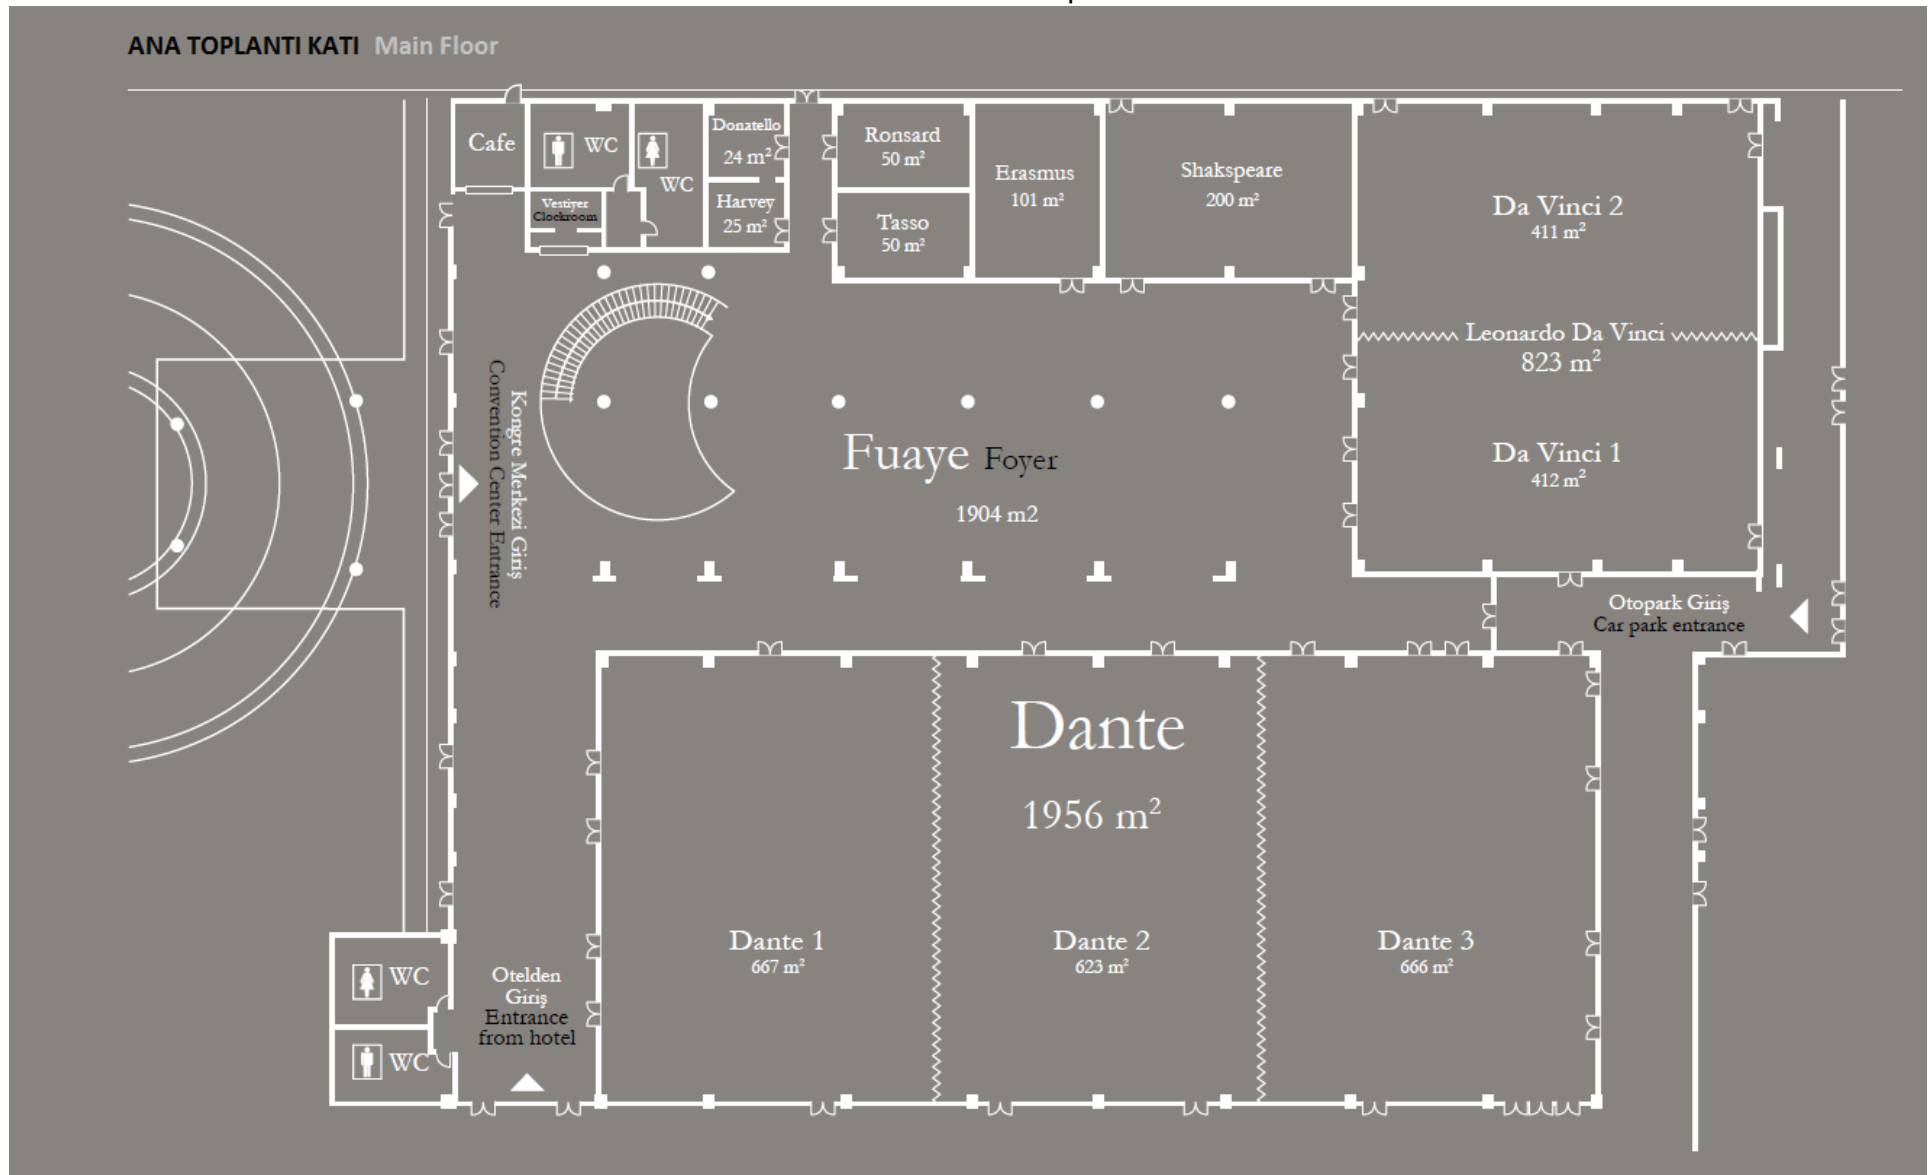 ANA TOPLANTI KATI Main Floor
Cafe
WC
WC
Vestiyer
Clockroom
Donatello
24 m²
Harvey
25 m²
Ronsard
50 m²
Tasso
50 m²
Erasmus
101 m²
Shakspeare
200 m²
Da Vinci 2
411 m²
Leonardo Da Vinci
823 m²
Da Vinci 1
412 m²
Kongre Merkezi Giriş
Convention Center Entrance
Fuaye Foyer
1904 m2
Otopark Giriş
Car park entrance
Dante
1956 m²
Dante 1
667 m²
Dante 2
623 m²
Dante 3
666 m²
WC
WC
Otelden
Giriş
Entrance
from hotel